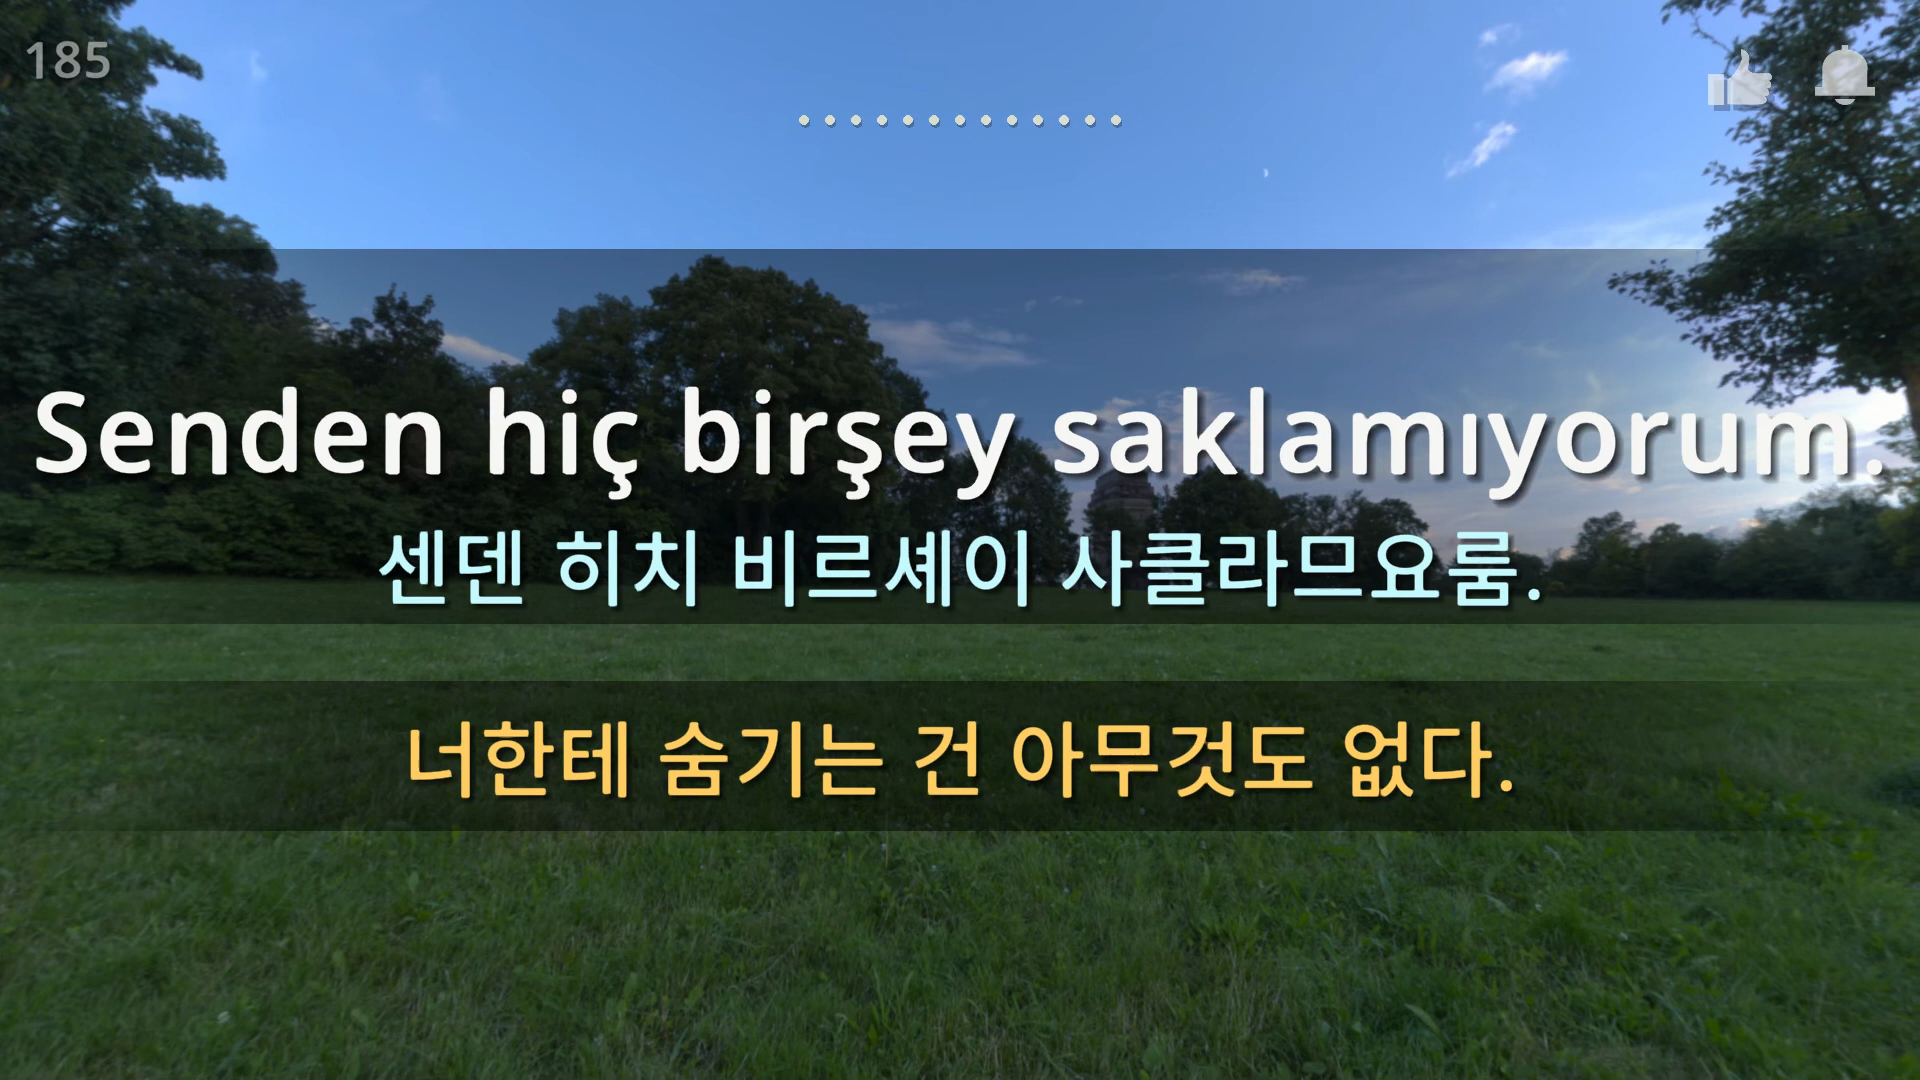 185
Senden hiç birşey saklamıyorum.
센덴 히치 비르셰이 사클라므요룸.
너한테 숨기는 건 아무것도 없다.